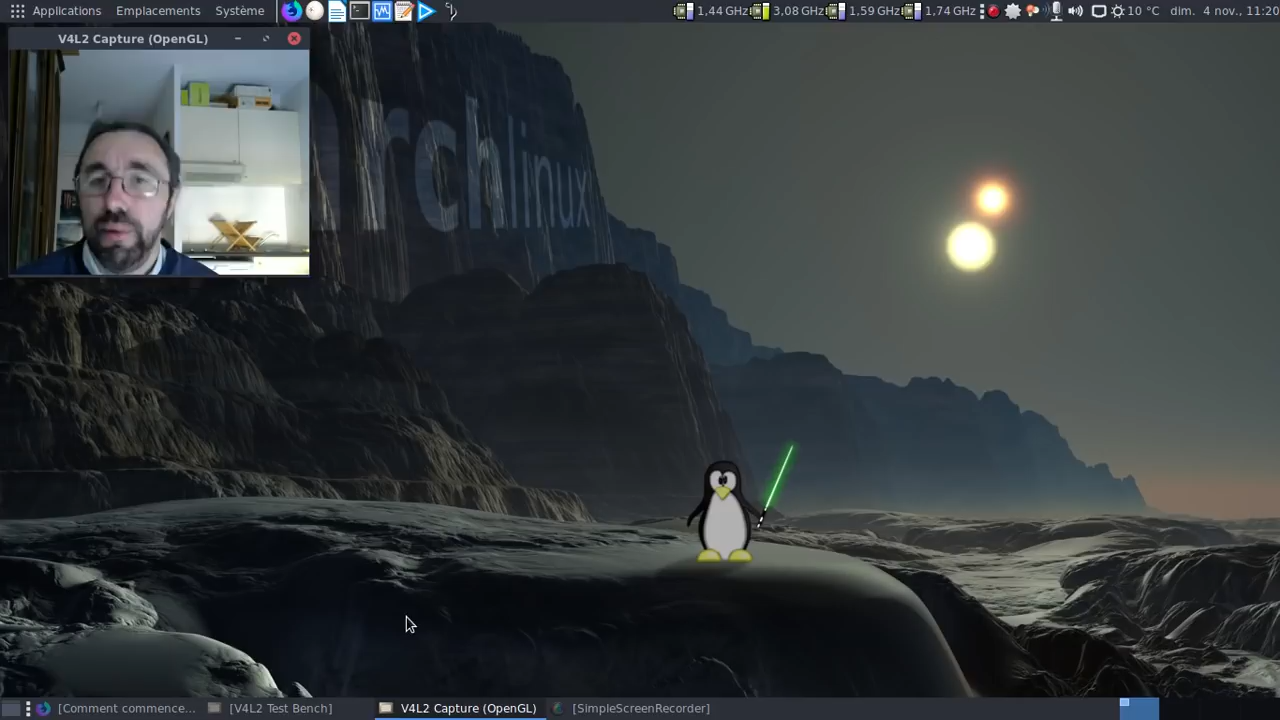 Applications Emplacements Système 1,44 GHz 3,08 GHz 1,59 GHz 1,74 GHz 10 °C dim. 4 nov., 11:20
V4L2 Capture (OpenGL)
archlinux
[Comment commence... [V4L2 Test Bench] V4L2 Capture (OpenGL) [SimpleScreenRecorder]